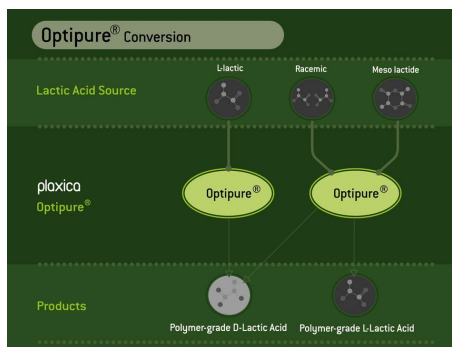 Optipure® Conversion
L-lactic Racemic Meso lactide
Lactic Acid Source
plaxica
Optipure®
Optipure® Optipure®
Products
Polymer-grade D-Lactic Acid Polymer-grade L-Lactic Acid